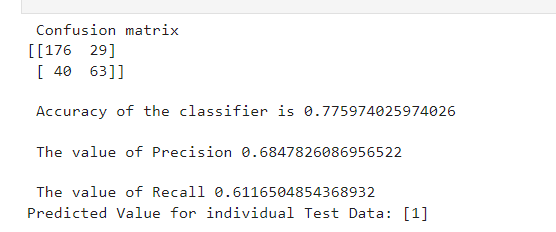 Confusion matrix
[[176  29]
 [ 40  63]]
Accuracy of the classifier is 0.775974025974026
The value of Precision 0.6847826086956522
The value of Recall 0.6116504854368932
Predicted Value for individual Test Data: [1]